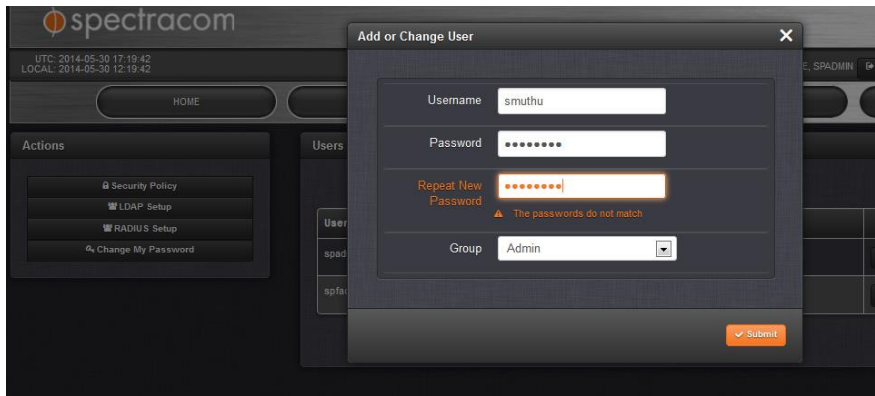 spectracom
UTC: 2014-05-30 17:19:42
LOCAL: 2014-05-30 12:19:42
E, SPADMIN
HOME
Actions
Security Policy
LDAP Setup
RADIUS Setup
Change My Password
Users
User
spad
spfa
Add or Change User
Username
smuthu
Password
Repeat New
Password
The passwords do not match
Group
Admin
Submit